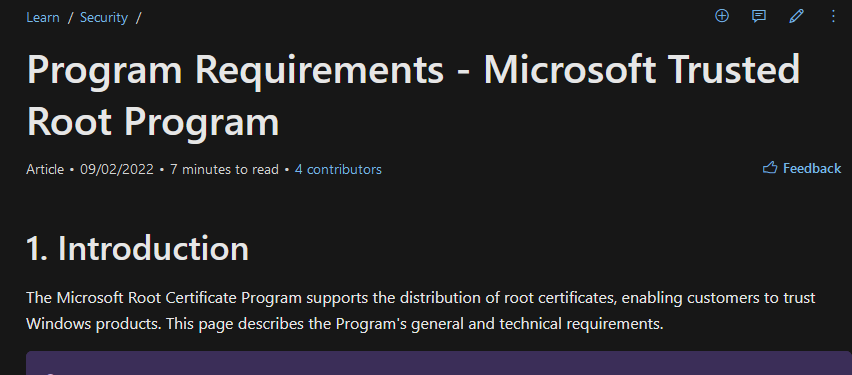 Learn / Security /
Program Requirements - Microsoft Trusted
Root Program
Article • 09/02/2022 • 7 minutes to read • 4 contributors
Feedback
1. Introduction
The Microsoft Root Certificate Program supports the distribution of root certificates, enabling customers to trust
Windows products. This page describes the Program's general and technical requirements.